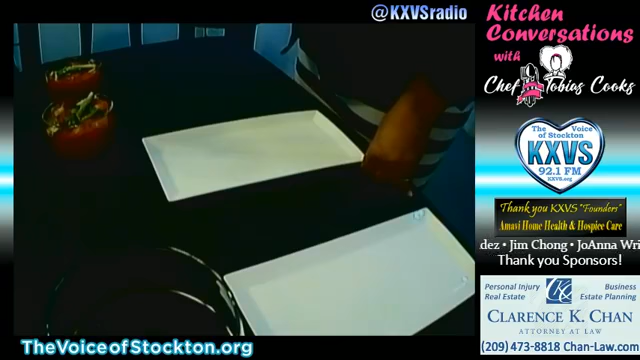 @KXVSradio
Kitchen
Conversations
with
Chef Tobias Cooks
The Voice
of Stockton
KXVS
92.1 FM
KXVS.org
Thank you KXVS "Founders"
Amavi Home Health & Hospice Care
dez • Jim Chong • JoAnna Wri
Thank you Sponsors!
Personal Injury
Real Estate
Business
Estate Planning
CLARENCE K. CHAN
ATTORNEY AT LAW
(209) 473-8818 Chan-Law.com
TheVoiceofStockton.org